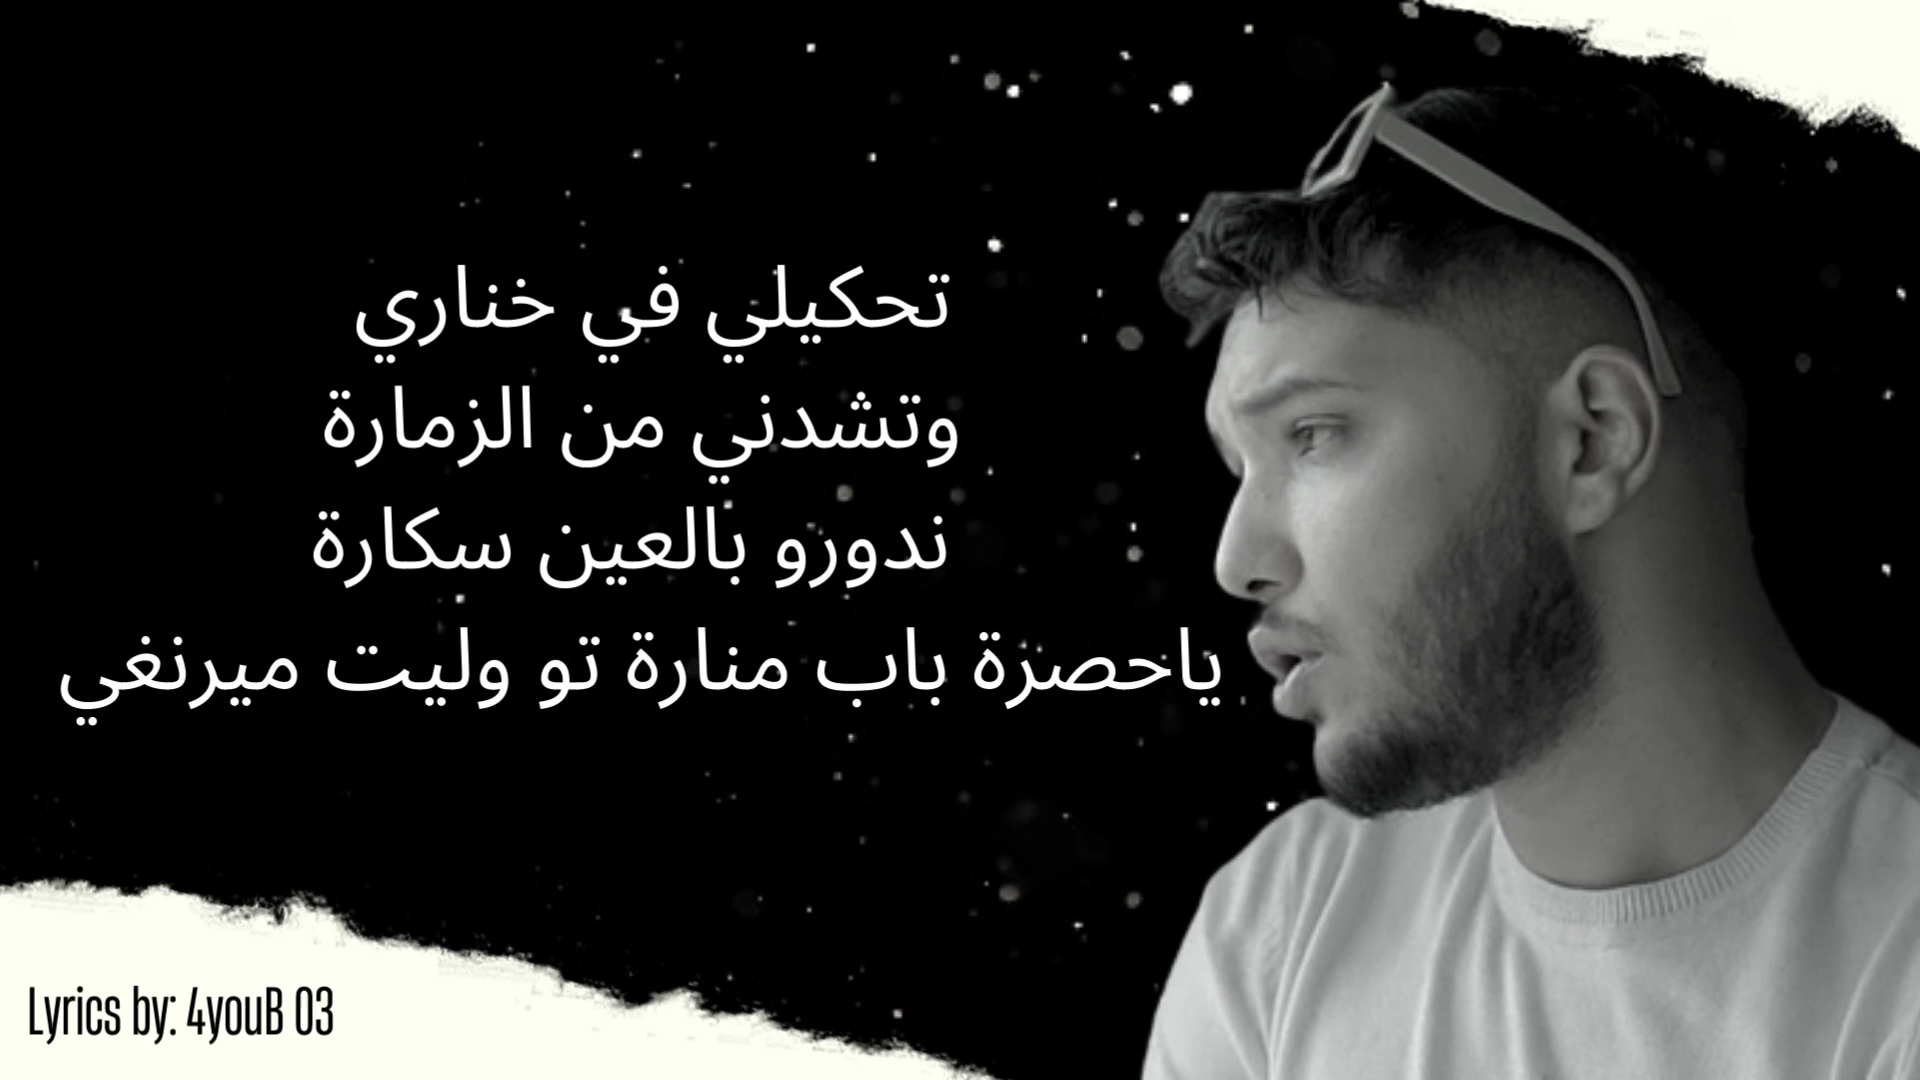 تحكيلي في خناري
وتشدني من الزمارة
ندورو بالعين سكارة
ياحصرة باب منارة تو وليت ميرنغي
Lyrics by: 4youB 03